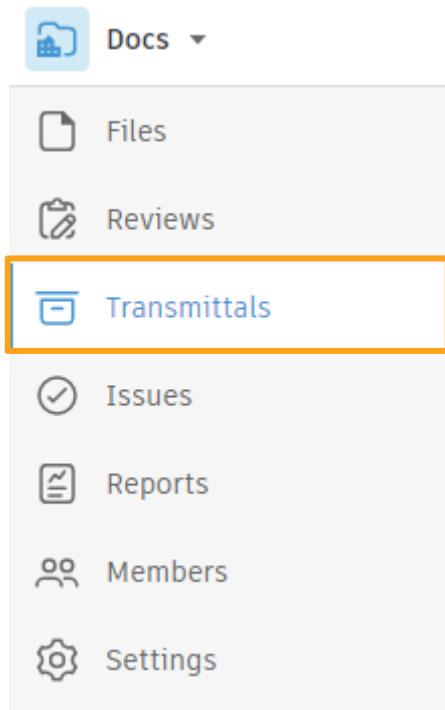 Docs
Files
Reviews
Transmittals
Issues
Reports
Members
Settings